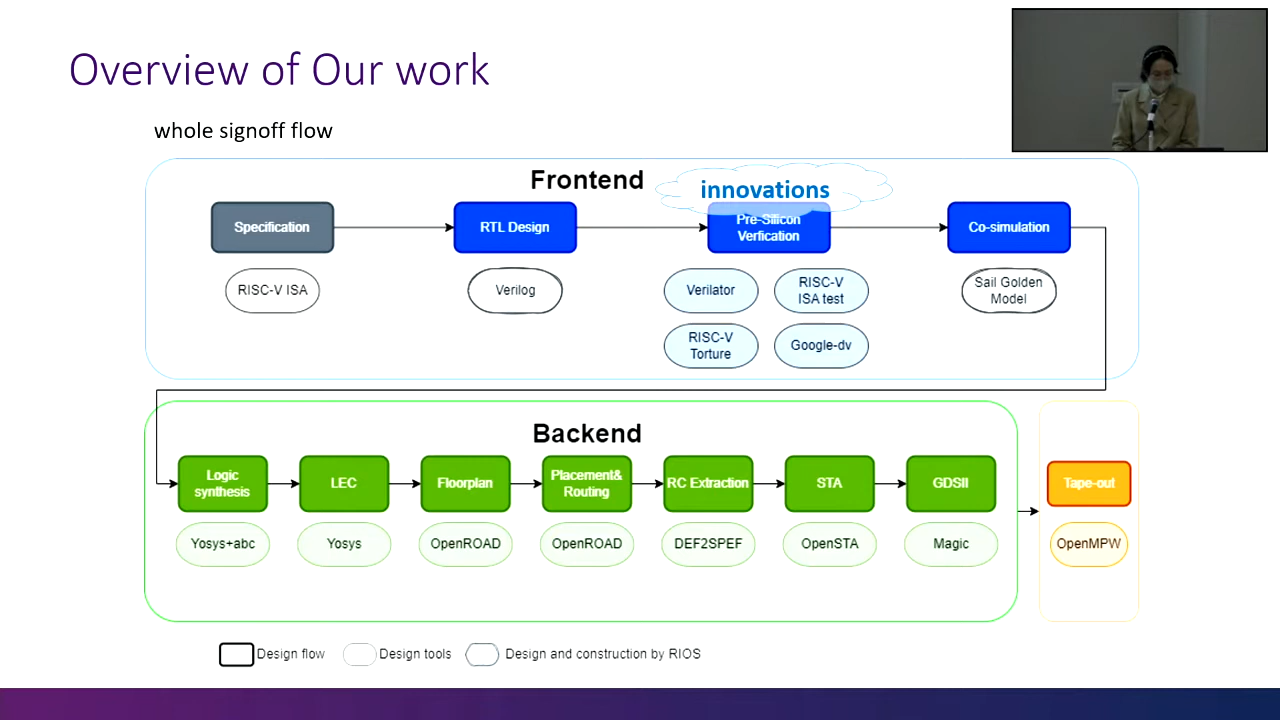 Overview of Our work
whole signoff flow
Frontend
innovations
Specification
RTL Design
Pre-Silicon
Verfication
Co-simulation
RISC-V ISA
Verilog
Verilator
RISC-V
ISA test
Sail Golden
Model
RISC-V
Torture
Google-dv
Backend
Logic
synthesis
LEC
Floorplan
Placement&
Routing
RC Extraction
STA
GDSII
Tape-out
Yosys+abc
Yosys
OpenROAD
OpenROAD
DEF2SPEF
OpenSTA
Magic
OpenMPW
Design flow
Design tools
Design and construction by RIOS